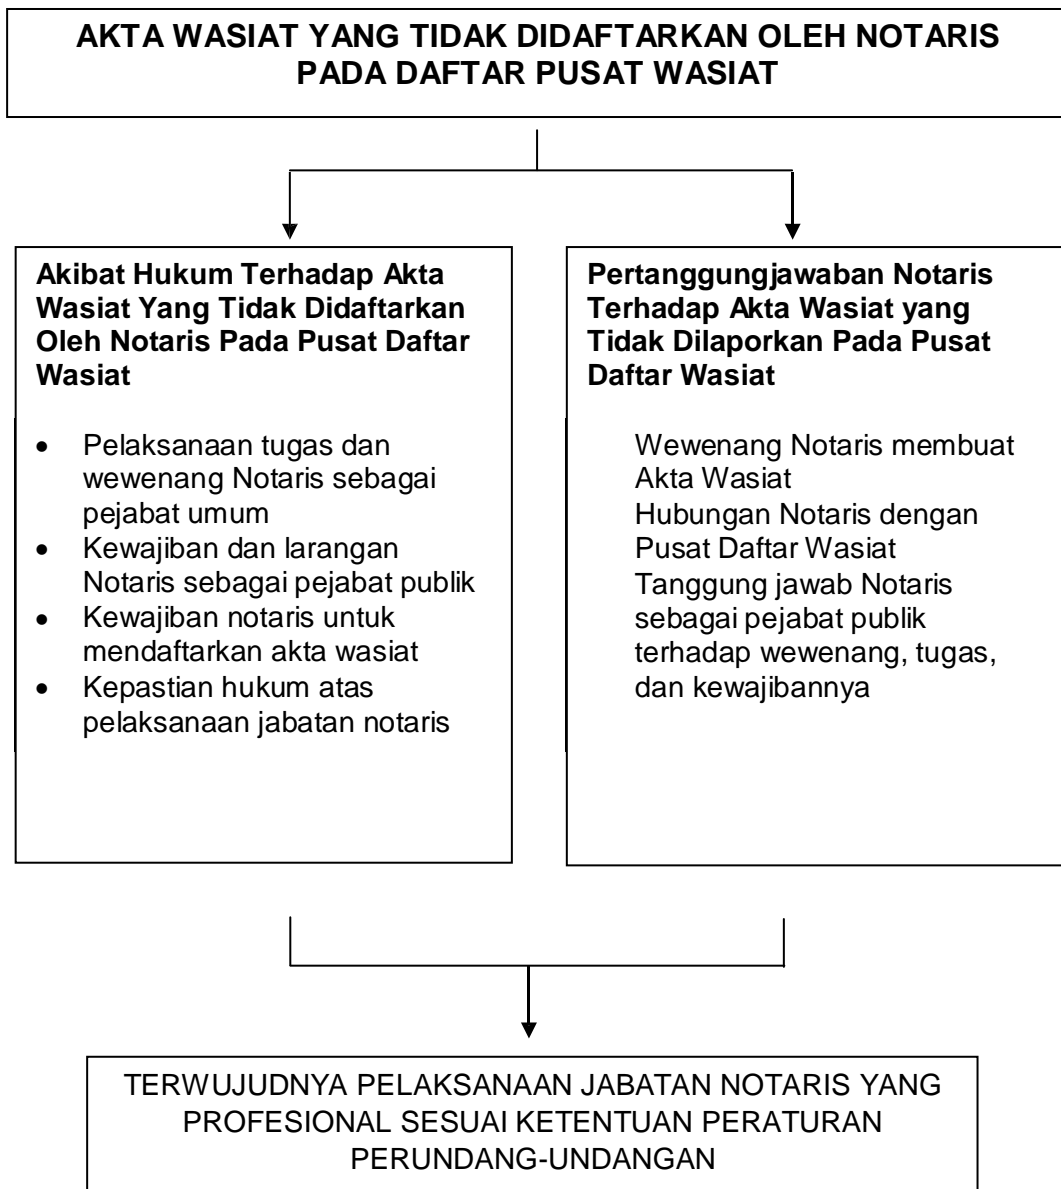 AKTA WASIAT YANG TIDAK DIDAFTARKAN OLEH NOTARIS
PADA DAFTAR PUSAT WASIAT
Akibat Hukum Terhadap Akta
Wasiat Yang Tidak Didaftarkan
Oleh Notaris Pada Pusat Daftar
Wasiat
• Pelaksanaan tugas dan
wewenang Notaris sebagai
pejabat umum
• Kewajiban dan larangan
Notaris sebagai pejabat publik
• Kewajiban notaris untuk
mendaftarkan akta wasiat
• Kepastian hukum atas
pelaksanaan jabatan notaris
Pertanggungjawaban Notaris
Terhadap Akta Wasiat yang
Tidak Dilaporkan Pada Pusat
Daftar Wasiat
Wewenang Notaris membuat
Akta Wasiat
Hubungan Notaris dengan
Pusat Daftar Wasiat
Tanggung jawab Notaris
sebagai pejabat publik
terhadap wewenang, tugas,
dan kewajibannya
TERWUJUDNYA PELAKSANAAN JABATAN NOTARIS YANG
PROFESIONAL SESUAI KETENTUAN PERATURAN
PERUNDANG-UNDANGAN